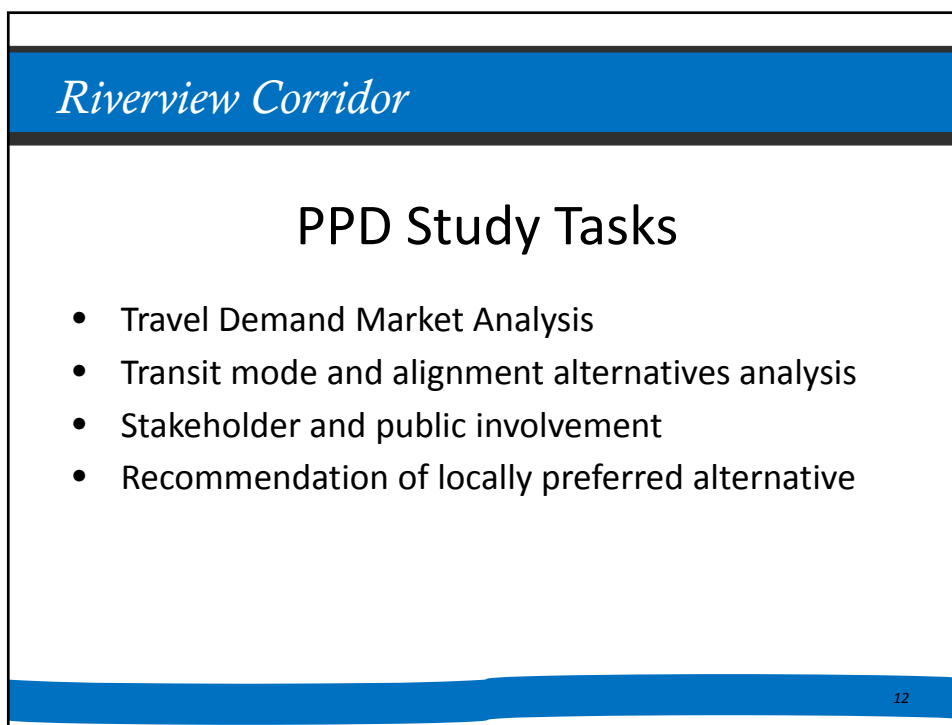 Riverview Corridor
PPD Study Tasks
• Travel Demand Market Analysis
• Transit mode and alignment alternatives analysis
• Stakeholder and public involvement
• Recommendation of locally preferred alternative
12